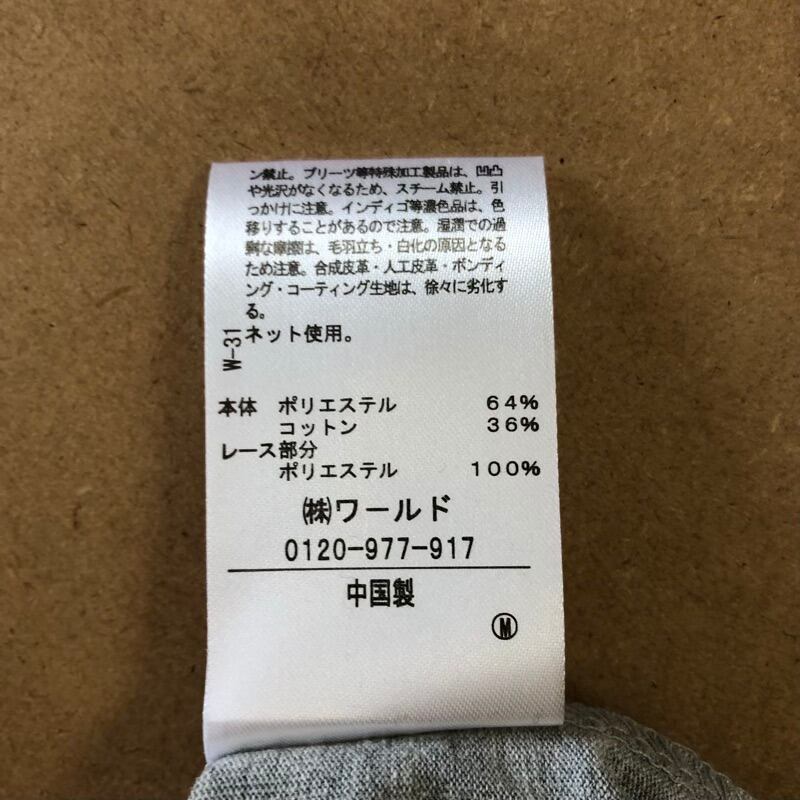 ン禁止。プリーツ等特殊加工製品は、凹凸
や光沢がなくなるため、スチーム禁止。引
っかけに注意。インディゴ等濃色品は、色
移りすることがあるので注意。湿潤での過
剰な摩擦は、毛羽立ち・白化の原因となる
ため注意。合成皮革・人工皮革・ボンディ
ング・コーティング生地は、徐々に劣化す
る。
W-31
ネット使用。
本体 ポリエステル 64%
コットン 36%
レース部分
ポリエステル 100%
㈱ワールド
0120-977-917
中国製
Ⓜ